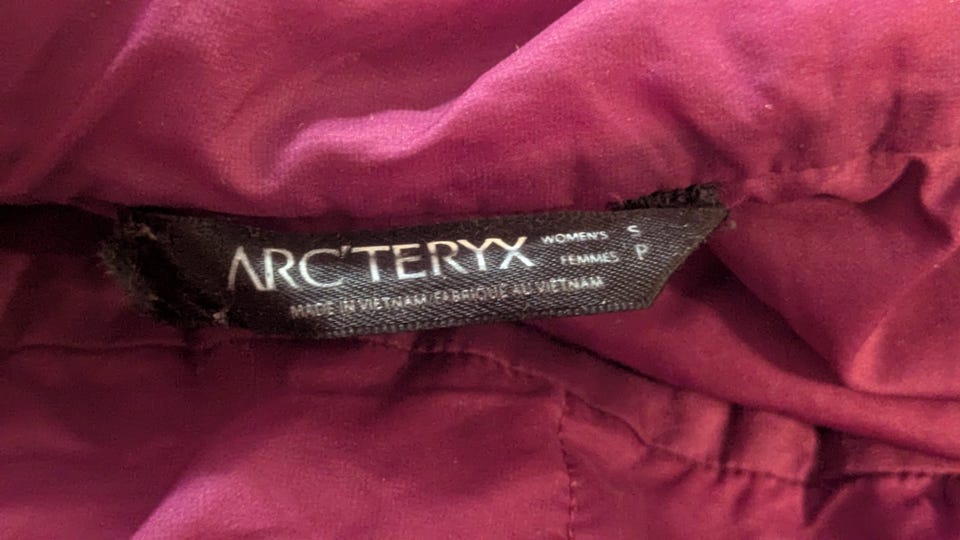 ARC'TERYX WOMEN'S S
FEMMES P
MADE IN VIETNAM/FABRIQUÉ AU VIETNAM